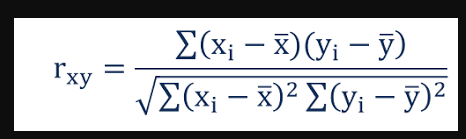 r_xy = Σ(x_i − x̄)(y_i − ȳ) / √Σ(x_i − x̄)² Σ(y_i − ȳ)²